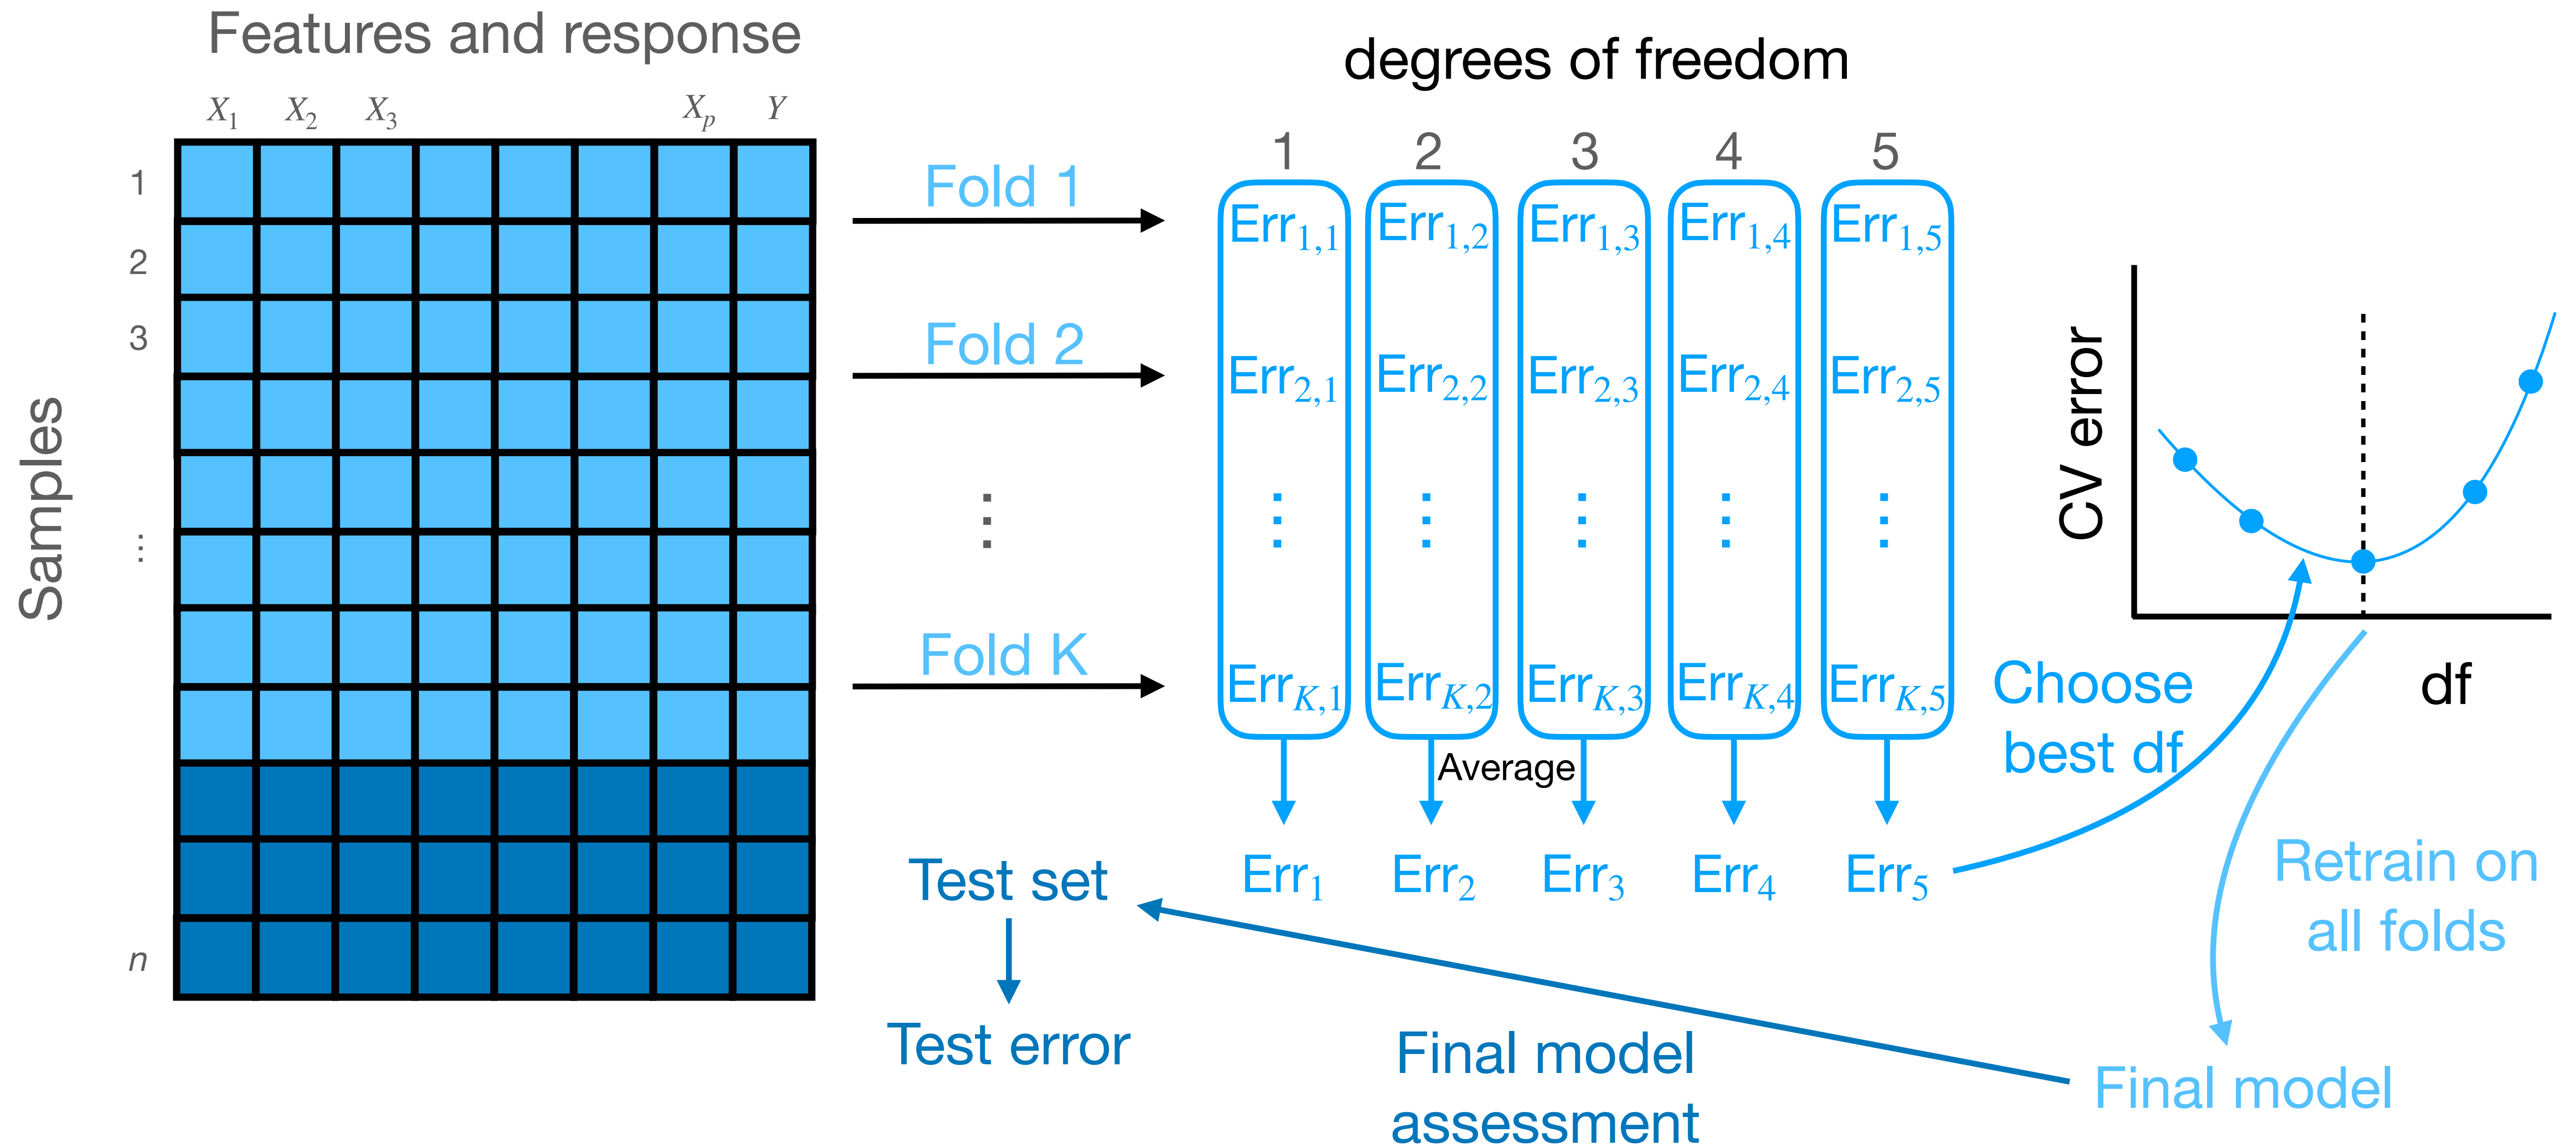 Features and response
X1 X2 X3 Xp Y
Samples
1
2
3
⋮
n
Fold 1
Fold 2
⋮
Fold K
degrees of freedom
1 2 3 4 5
Err1,1 Err1,2 Err1,3 Err1,4 Err1,5
Err2,1 Err2,2 Err2,3 Err2,4 Err2,5
⋮ ⋮ ⋮ ⋮ ⋮
ErrK,1 ErrK,2 ErrK,3 ErrK,4 ErrK,5
Average
Err1 Err2 Err3 Err4 Err5
CV error
df
Choose
best df
Retrain on
all folds
Final model
Final model
assessment
Test set
Test error